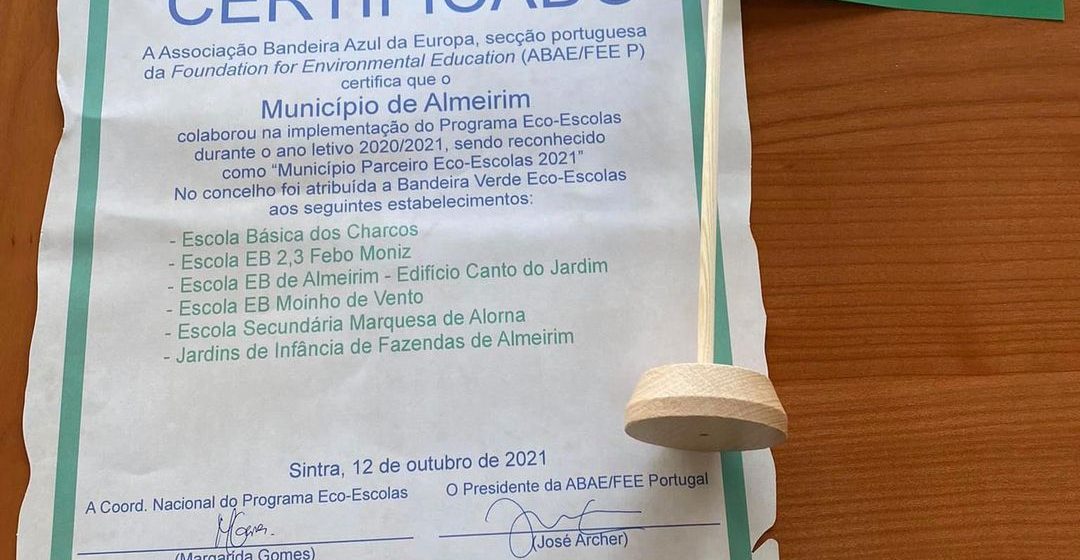 CERTIFICADO
A Associação Bandeira Azul da Europa, secção portuguesa
da Foundation for Environmental Education (ABAE/FEE P)
certifica que o
Município de Almeirim
colaborou na implementação do Programa Eco-Escolas
durante o ano letivo 2020/2021, sendo reconhecido
como “Município Parceiro Eco-Escolas 2021”
No concelho foi atribuída a Bandeira Verde Eco-Escolas
aos seguintes estabelecimentos:
- Escola Básica dos Charcos
- Escola EB 2,3 Febo Moniz
- Escola EB de Almeirim - Edifício Canto do Jardim
- Escola EB Moinho de Vento
- Escola Secundária Marquesa de Alorna
- Jardins de Infância de Fazendas de Almeirim
Sintra, 12 de outubro de 2021
A Coord. Nacional do Programa Eco-Escolas
O Presidente da ABAE/FEE Portugal
(Margarida Gomes)
(José Archer)